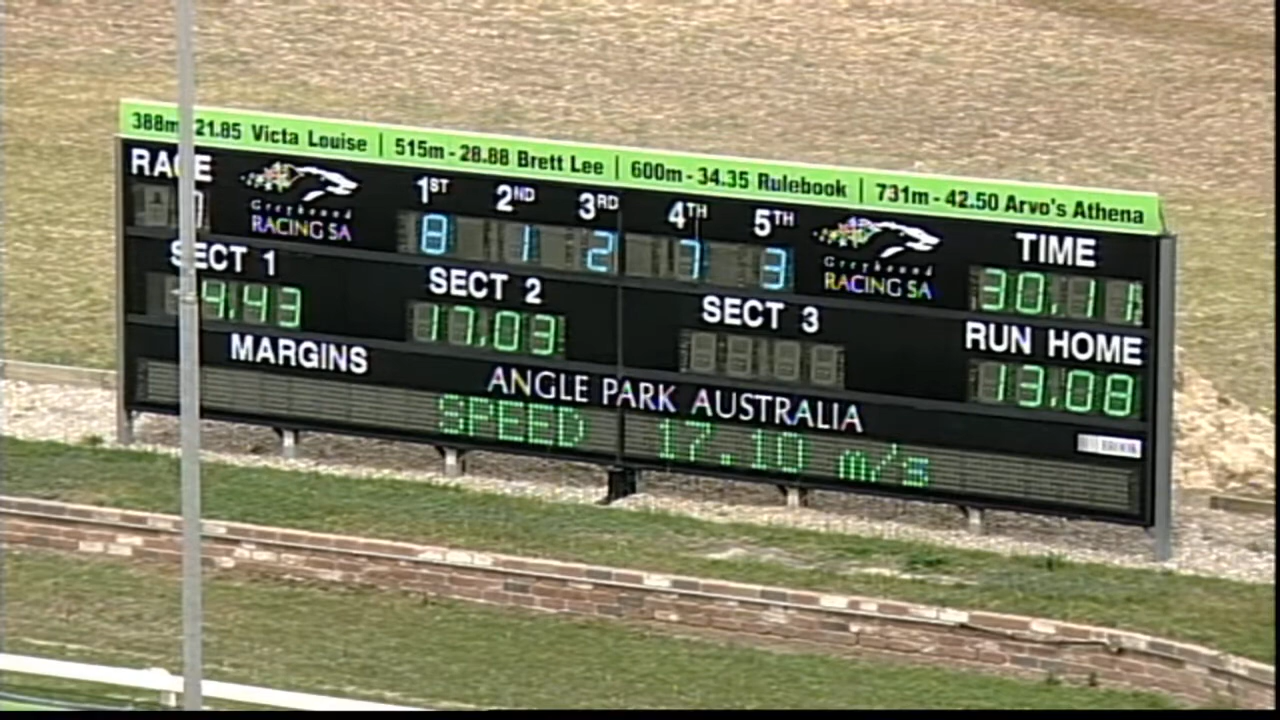 388m 21.85 Victa Louise | 515m - 28.88 Brett Lee | 600m - 34.35 Rulebook | 731m - 42.50 Arvo's Athena
RACE 1ST 2ND 3RD 4TH 5TH TIME
Greyhound RACING SA 8 1 2 7 3 Greyhound RACING SA 30.11
SECT 1 SECT 2 SECT 3 RUN HOME
4.43 17.03 13.08
MARGINS ANGLE PARK AUSTRALIA
SPEED 17.10 m/s